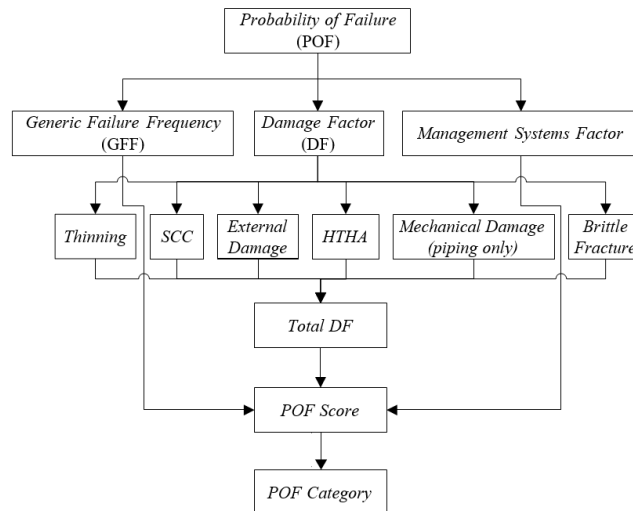 Probability of Failure
(POF)
Generic Failure Frequency
(GFF)
Damage Factor
(DF)
Management Systems Factor
Thinning
SCC
External
Damage
HTHA
Mechanical Damage
(piping only)
Brittle
Fracture
Total DF
POF Score
POF Category